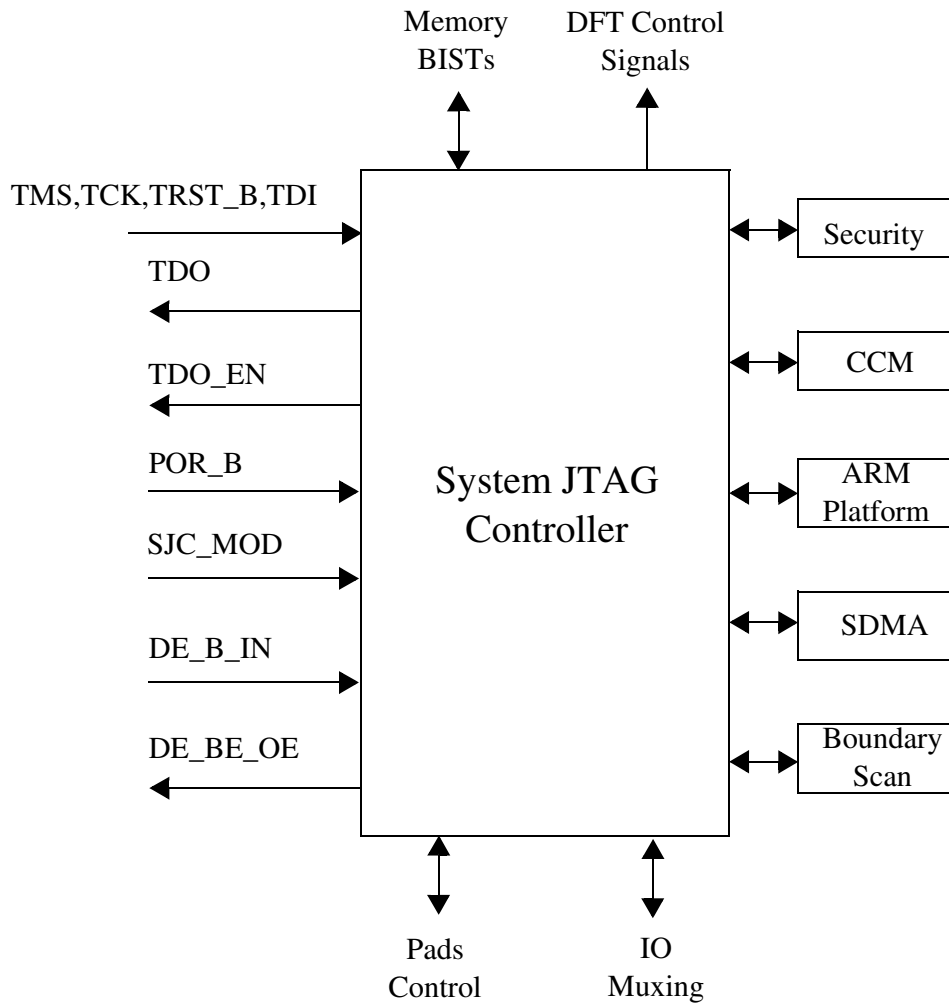 Memory
BISTs
DFT Control
Signals
TMS,TCK,TRST_B,TDI
TDO
TDO_EN
POR_B
SJC_MOD
DE_B_IN
DE_BE_OE
System JTAG
Controller
Security
CCM
ARM
Platform
SDMA
Boundary
Scan
Pads
Control
IO
Muxing